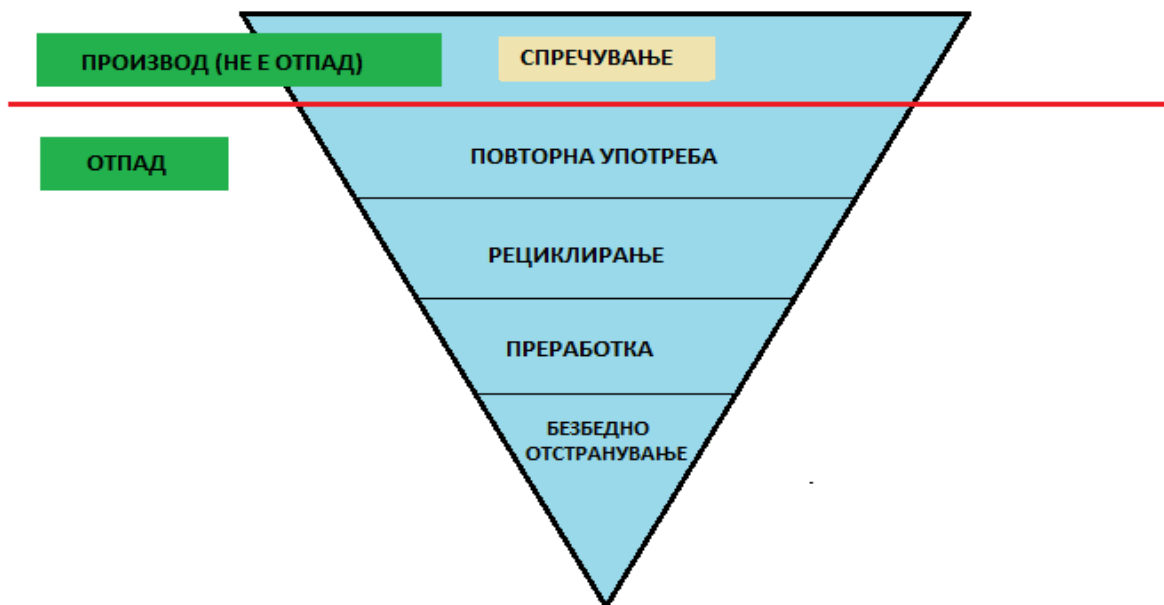 ПРОИЗВОД (НЕ Е ОТПАД)
СПРЕЧУВАЊЕ
ОТПАД
ПОВТОРНА УПОТРЕБА
РЕЦИКЛИРАЊЕ
ПРЕРАБОТКА
БЕЗБЕДНО
ОТСТРАНУВАЊЕ